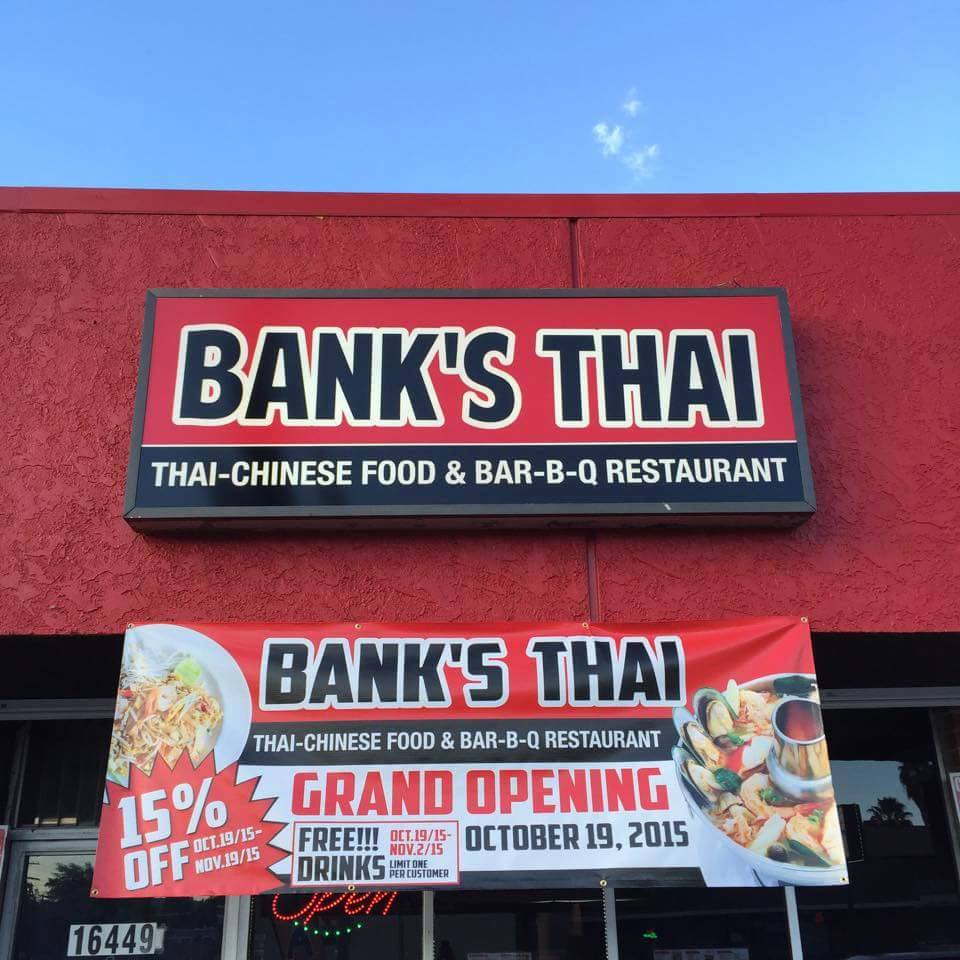 BANK'S THAI
THAI-CHINESE FOOD & BAR-B-Q RESTAURANT
BANK'S THAI
THAI-CHINESE FOOD & BAR-B-Q RESTAURANT
GRAND OPENING
OCTOBER 19, 2015
15%
OFF
OCT.19/15-
NOV.19/15
FREE!!!
DRINKS
OCT.19/15-
NOV.2/15
LIMIT ONE
PER CUSTOMER
Open
16449